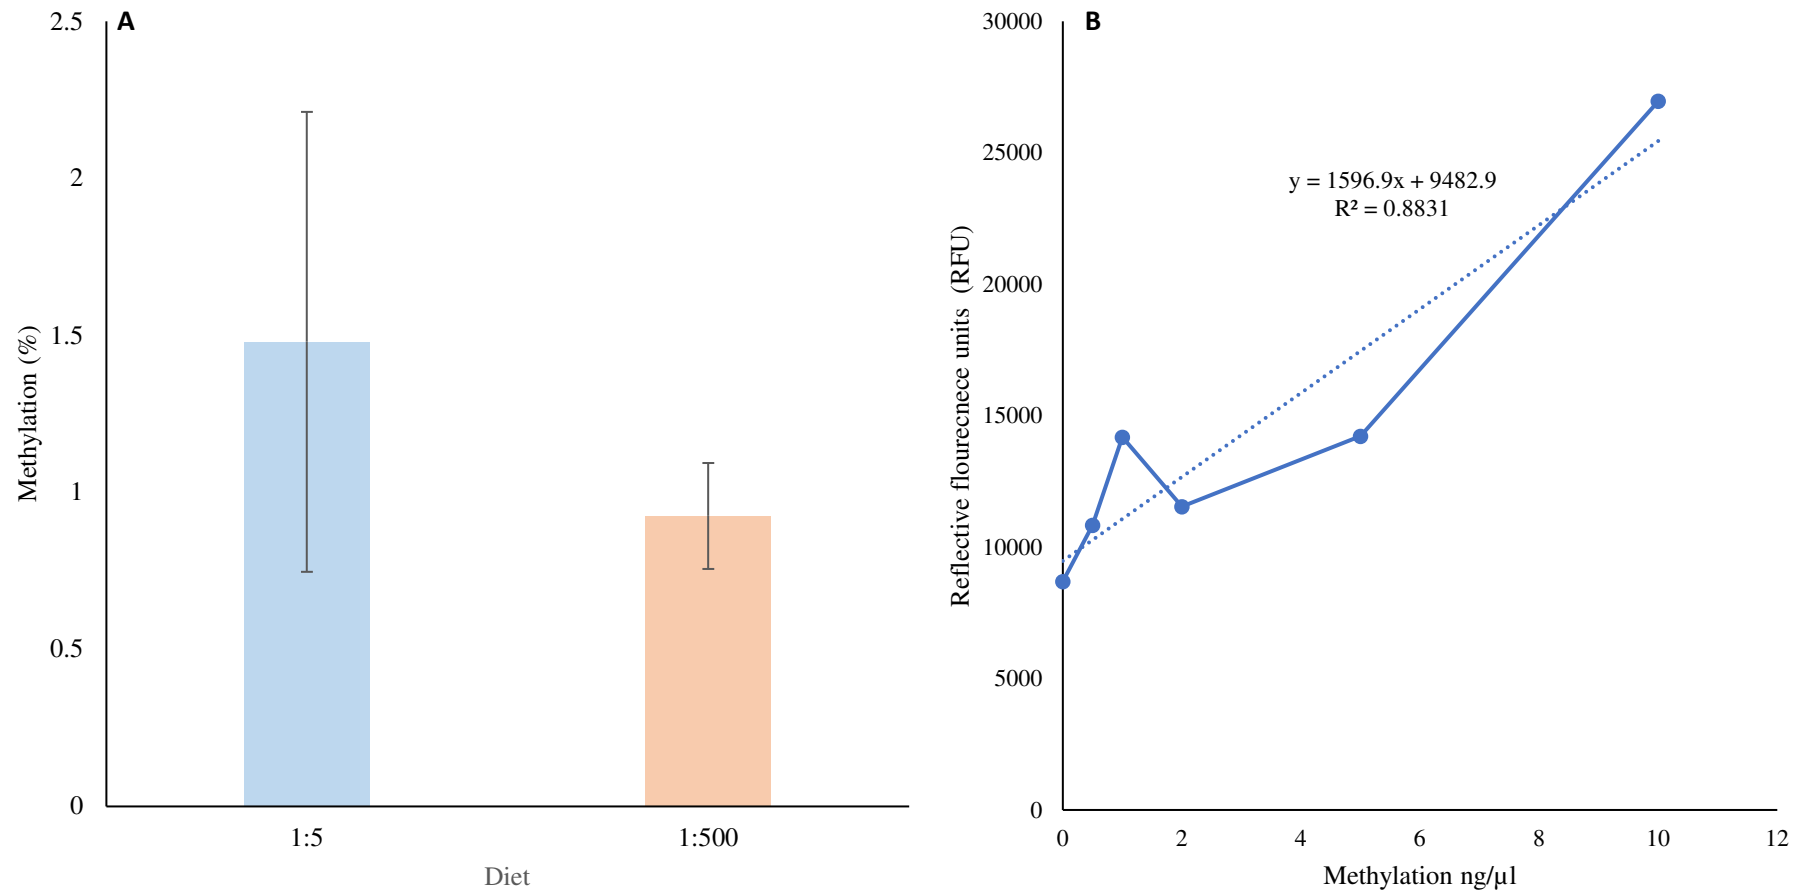 A
2.5
2
1.5
1
0.5
0
Methylation (%)
1:5
1:500
Diet
B
30000
25000
20000
15000
10000
5000
0
Reflective flourecnece units (RFU)
y = 1596.9x + 9482.9
R² = 0.8831
0
2
4
6
8
10
12
Methylation ng/µl